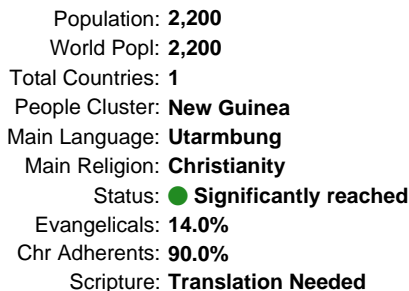 Population: 2,200
World Popl: 2,200
Total Countries: 1
People Cluster: New Guinea
Main Language: Utarmbung
Main Religion: Christianity
Status: Significantly reached
Evangelicals: 14.0%
Chr Adherents: 90.0%
Scripture: Translation Needed